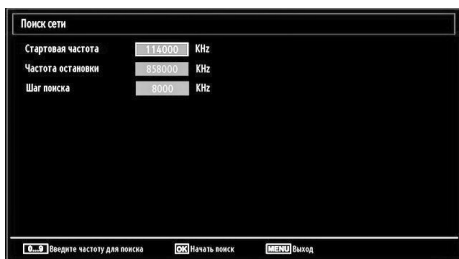 Поиск сети
Стартовая частота 114000 KHz
Частота остановки 858000 KHz
Шаг поиска 8000 KHz
0...9 Введите частоту для поиска OK Начать поиск MENU Выход